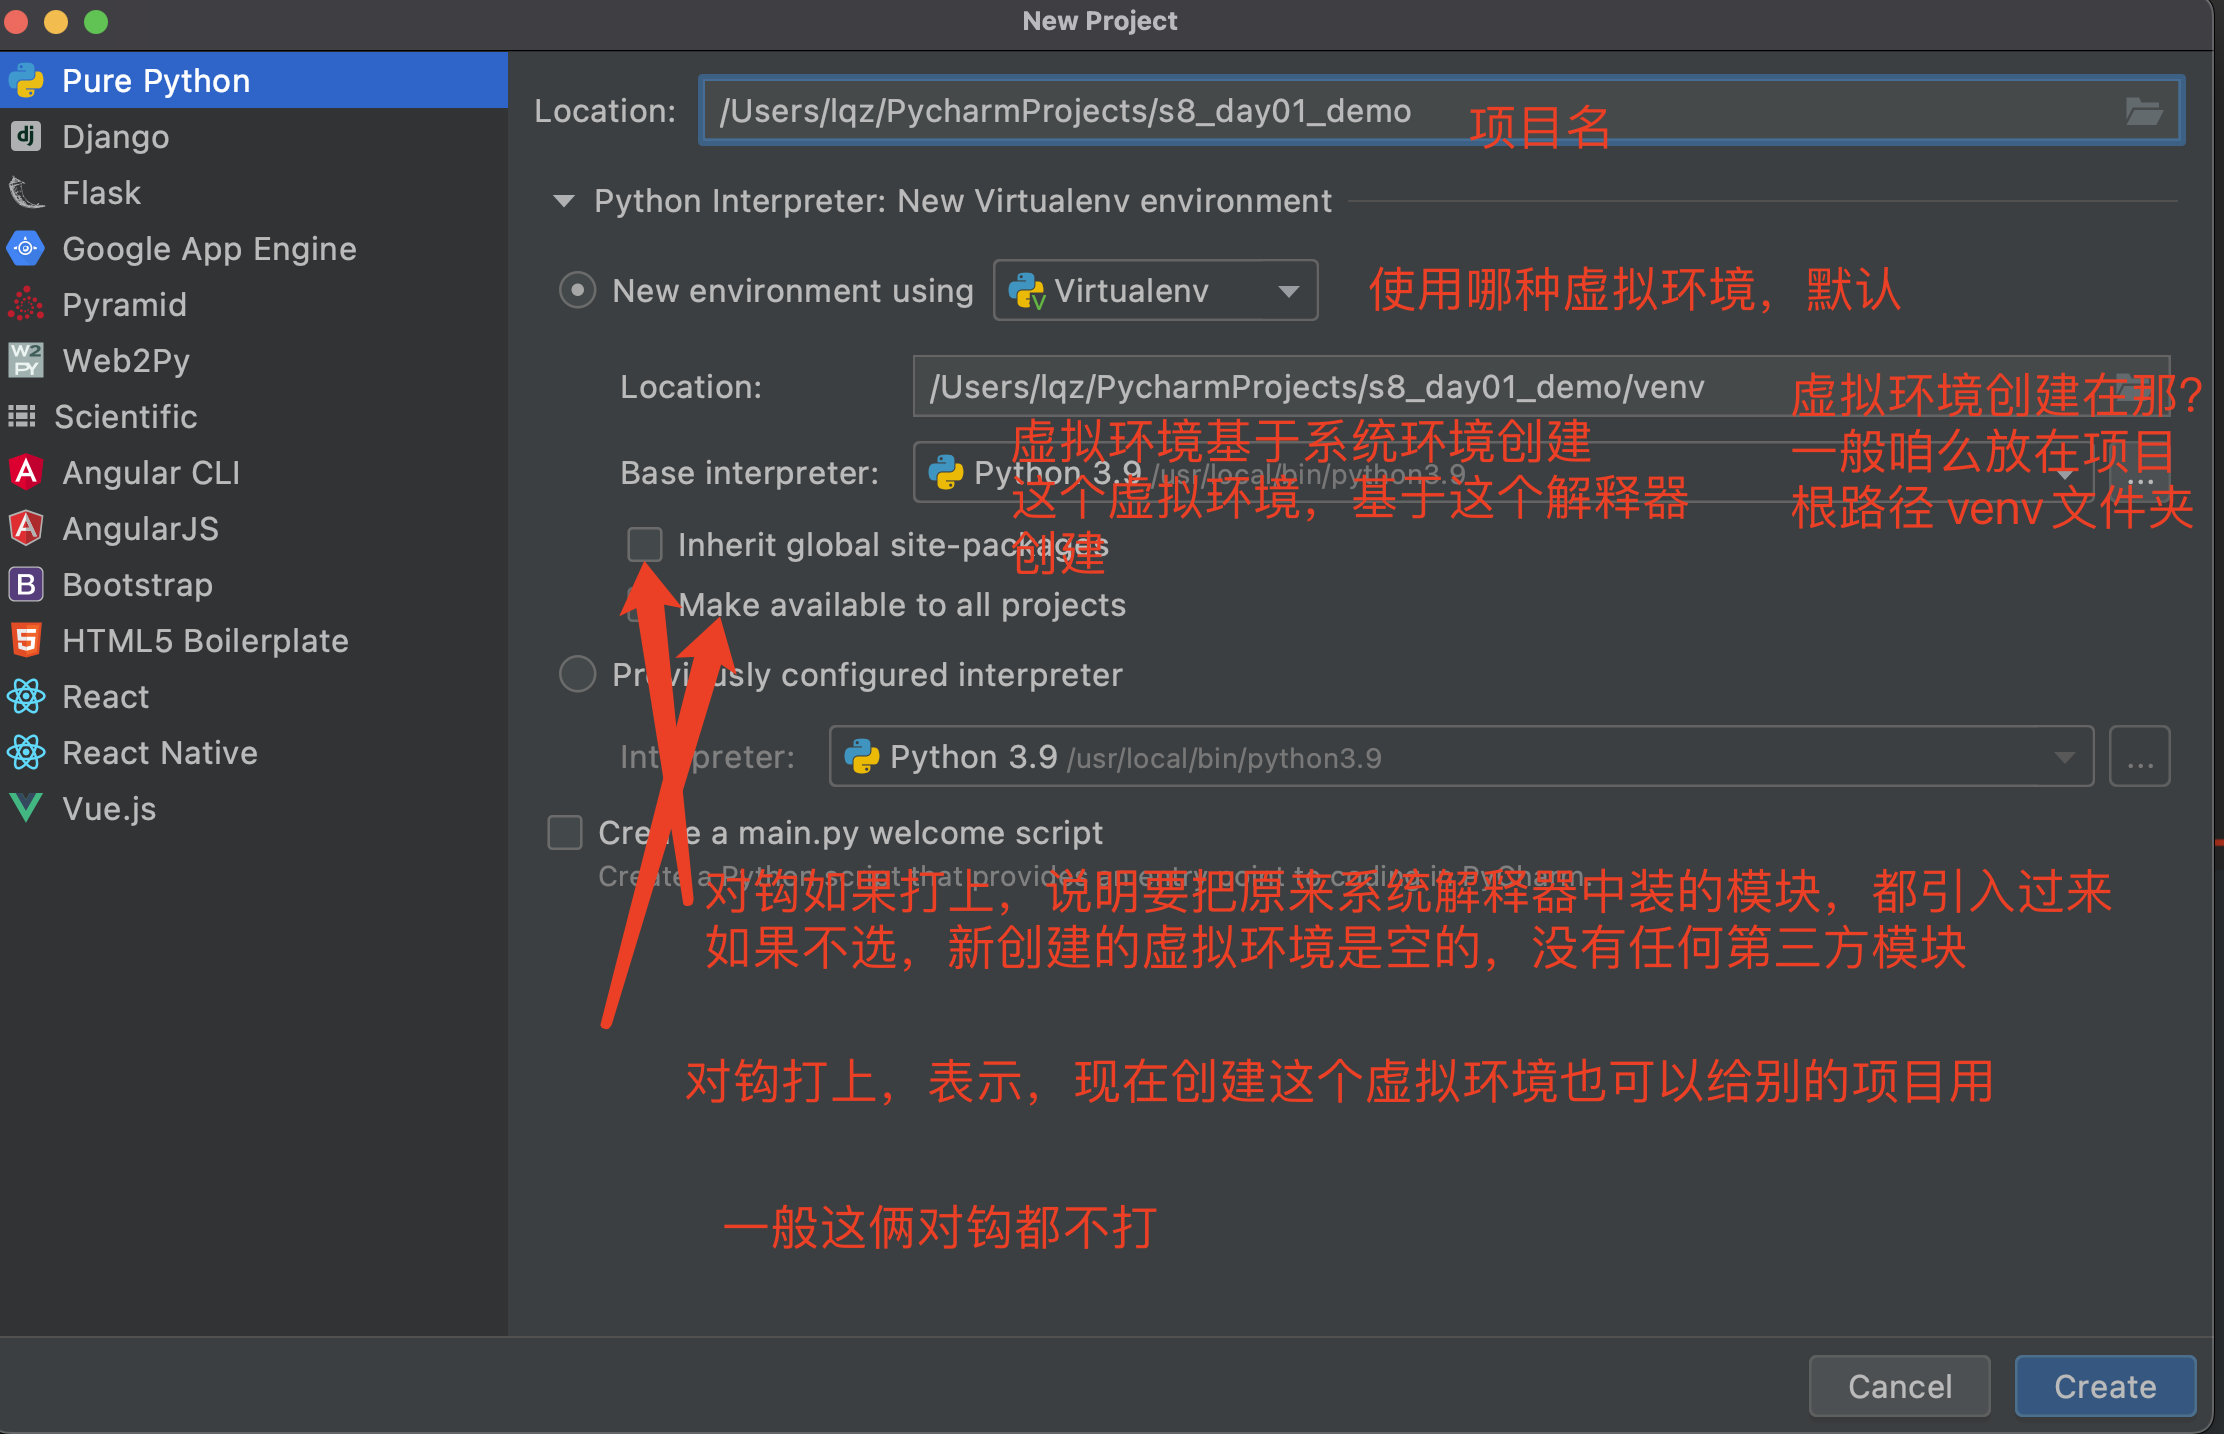 New Project
Pure Python
Django
Flask
Google App Engine
Pyramid
Web2Py
Scientific
Angular CLI
AngularJS
Bootstrap
HTML5 Boilerplate
React
React Native
Vue.js
Location: /Users/lqz/PycharmProjects/s8_day01_demo 项目名
Python Interpreter: New Virtualenv environment
New environment using Virtualenv 使用哪种虚拟环境，默认
Location: /Users/lqz/PycharmProjects/s8_day01_demo/venv
虚拟环境创建在那?
一般咱么放在项目
根路径 venv 文件夹
虚拟环境基于系统环境创建
Base interpreter: Python 3.9 /usr/local/bin/python3.9 ...
这个虚拟环境，基于这个解释器
创建
Inherit global site-packages
Make available to all projects
Previously configured interpreter
Interpreter: Python 3.9 /usr/local/bin/python3.9 ...
Create a main.py welcome script
Create a Python script that provides an entry point to coding in PyCharm.
对钩如果打上，说明要把原来系统解释器中装的模块，都引入过来
如果不选，新创建的虚拟环境是空的，没有任何第三方模块
对钩打上，表示，现在创建这个虚拟环境也可以给别的项目用
一般这俩对钩都不打
Cancel
Create